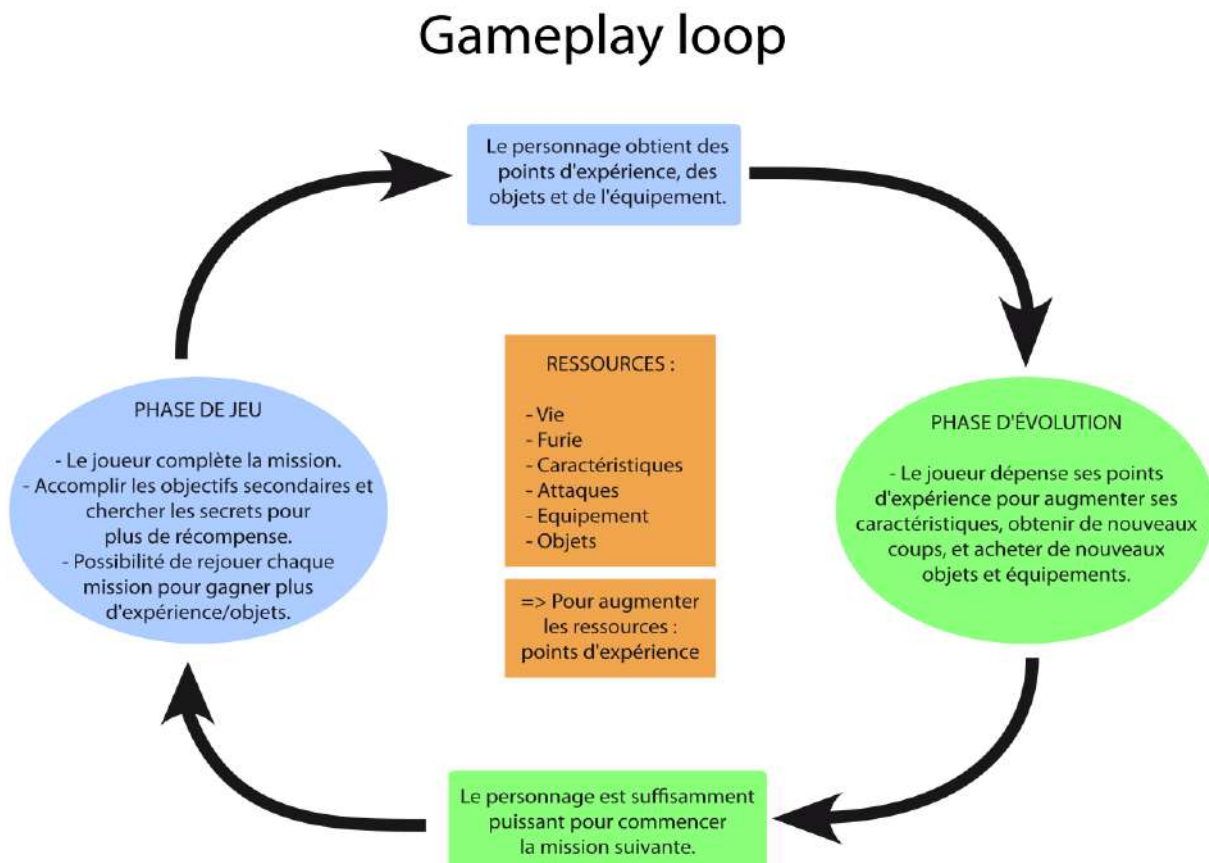 Gameplay loop
Le personnage obtient des
points d'expérience, des
objets et de l'équipement.
PHASE DE JEU
- Le joueur complète la mission.
- Accomplir les objectifs secondaires et
chercher les secrets pour
plus de récompense.
- Possibilité de rejouer chaque
mission pour gagner plus
d'expérience/objets.
RESSOURCES :
- Vie
- Furie
- Caractéristiques
- Attaques
- Equipement
- Objets
=> Pour augmenter
les ressources :
points d'expérience
PHASE D'ÉVOLUTION
- Le joueur dépense ses points
d'expérience pour augmenter ses
caractéristiques, obtenir de nouveaux
coups, et acheter de nouveaux
objets et équipements.
Le personnage est suffisamment
puissant pour commencer
la mission suivante.